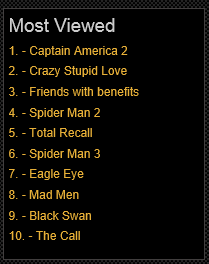 Most Viewed
1. - Captain America 2
2. - Crazy Stupid Love
3. - Friends with benefits
4. - Spider Man 2
5. - Total Recall
6. - Spider Man 3
7. - Eagle Eye
8. - Mad Men
9. - Black Swan
10. - The Call